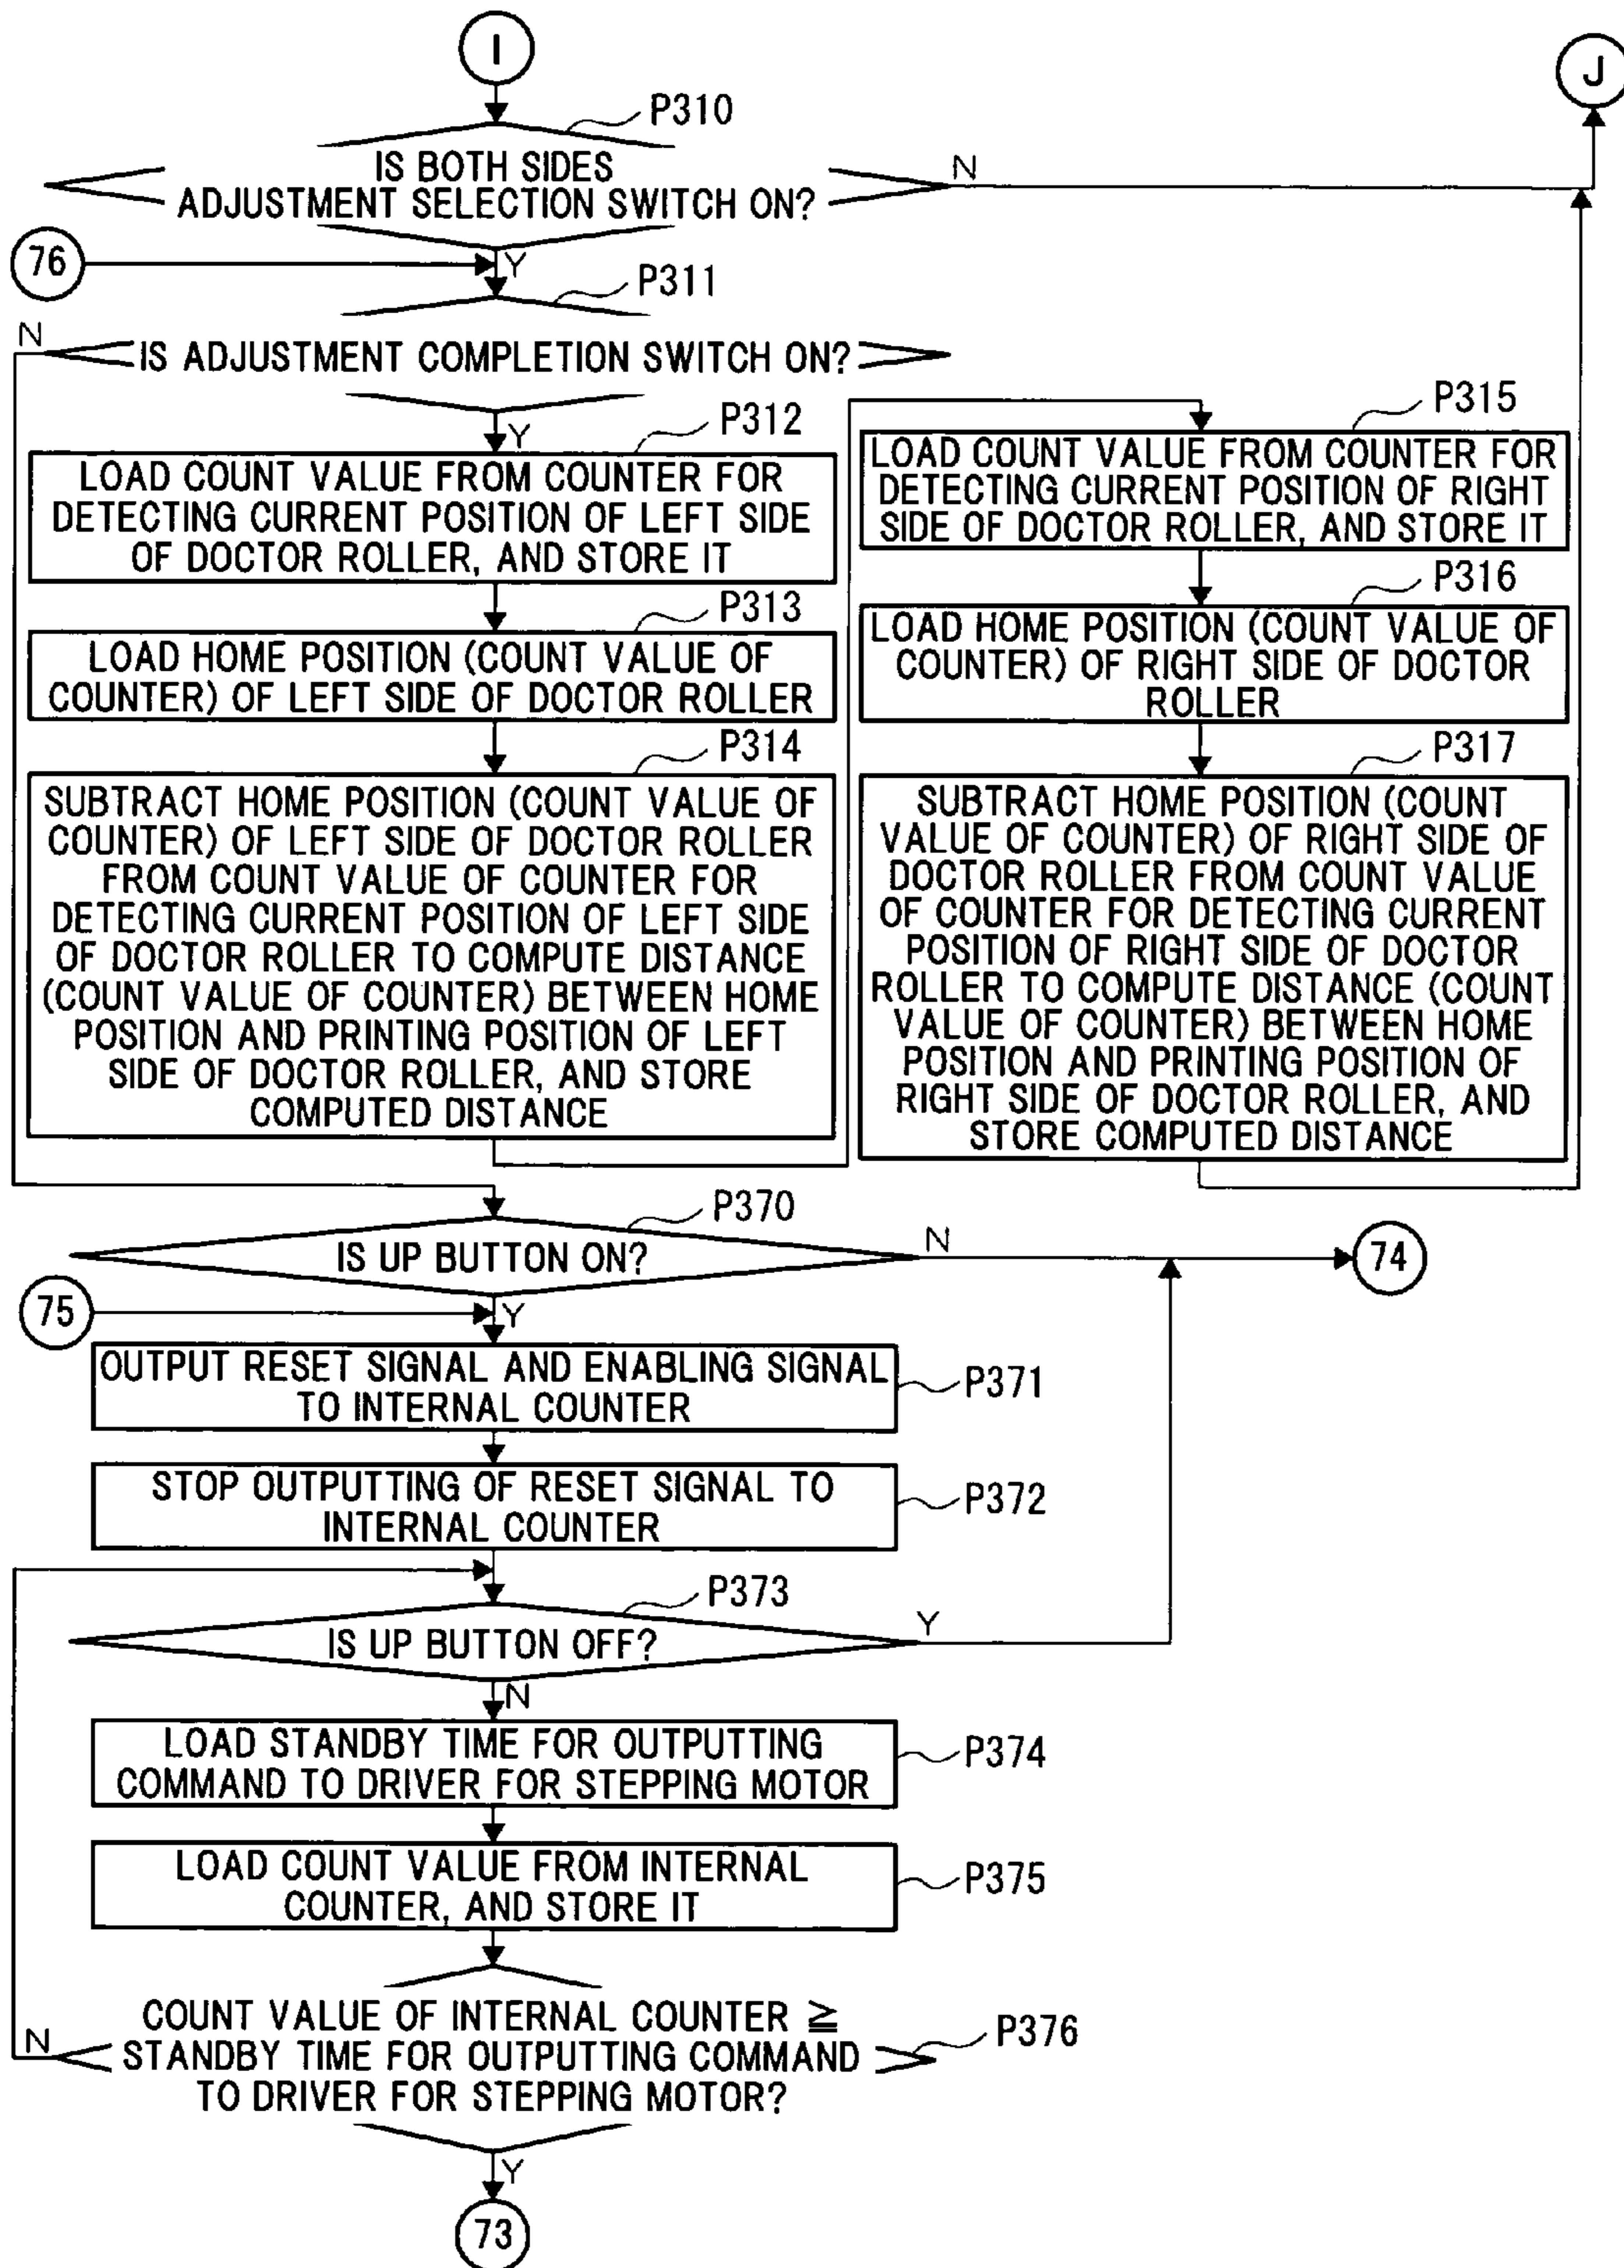 I
J
P310
IS BOTH SIDES
ADJUSTMENT SELECTION SWITCH ON?
N
76
Y
P311
N
IS ADJUSTMENT COMPLETION SWITCH ON?
Y
P312
LOAD COUNT VALUE FROM COUNTER FOR
DETECTING CURRENT POSITION OF LEFT SIDE
OF DOCTOR ROLLER, AND STORE IT
P313
LOAD HOME POSITION (COUNT VALUE OF
COUNTER) OF LEFT SIDE OF DOCTOR ROLLER
P314
SUBTRACT HOME POSITION (COUNT VALUE OF
COUNTER) OF LEFT SIDE OF DOCTOR ROLLER
FROM COUNT VALUE OF COUNTER FOR
DETECTING CURRENT POSITION OF LEFT SIDE
OF DOCTOR ROLLER TO COMPUTE DISTANCE
(COUNT VALUE OF COUNTER) BETWEEN HOME
POSITION AND PRINTING POSITION OF LEFT
SIDE OF DOCTOR ROLLER, AND STORE
COMPUTED DISTANCE
P315
LOAD COUNT VALUE FROM COUNTER FOR
DETECTING CURRENT POSITION OF RIGHT
SIDE OF DOCTOR ROLLER, AND STORE IT
P316
LOAD HOME POSITION (COUNT VALUE OF
COUNTER) OF RIGHT SIDE OF DOCTOR
ROLLER
P317
SUBTRACT HOME POSITION (COUNT
VALUE OF COUNTER) OF RIGHT SIDE OF
DOCTOR ROLLER FROM COUNT VALUE
OF COUNTER FOR DETECTING CURRENT
POSITION OF RIGHT SIDE OF DOCTOR
ROLLER TO COMPUTE DISTANCE (COUNT
VALUE OF COUNTER) BETWEEN HOME
POSITION AND PRINTING POSITION OF
RIGHT SIDE OF DOCTOR ROLLER, AND
STORE COMPUTED DISTANCE
P370
IS UP BUTTON ON?
N
74
75
Y
OUTPUT RESET SIGNAL AND ENABLING SIGNAL
TO INTERNAL COUNTER
P371
STOP OUTPUTTING OF RESET SIGNAL TO
INTERNAL COUNTER
P372
P373
IS UP BUTTON OFF?
Y
N
LOAD STANDBY TIME FOR OUTPUTTING
COMMAND TO DRIVER FOR STEPPING MOTOR
P374
LOAD COUNT VALUE FROM INTERNAL
COUNTER, AND STORE IT
P375
COUNT VALUE OF INTERNAL COUNTER ≧
STANDBY TIME FOR OUTPUTTING COMMAND
TO DRIVER FOR STEPPING MOTOR?
P376
N
Y
73